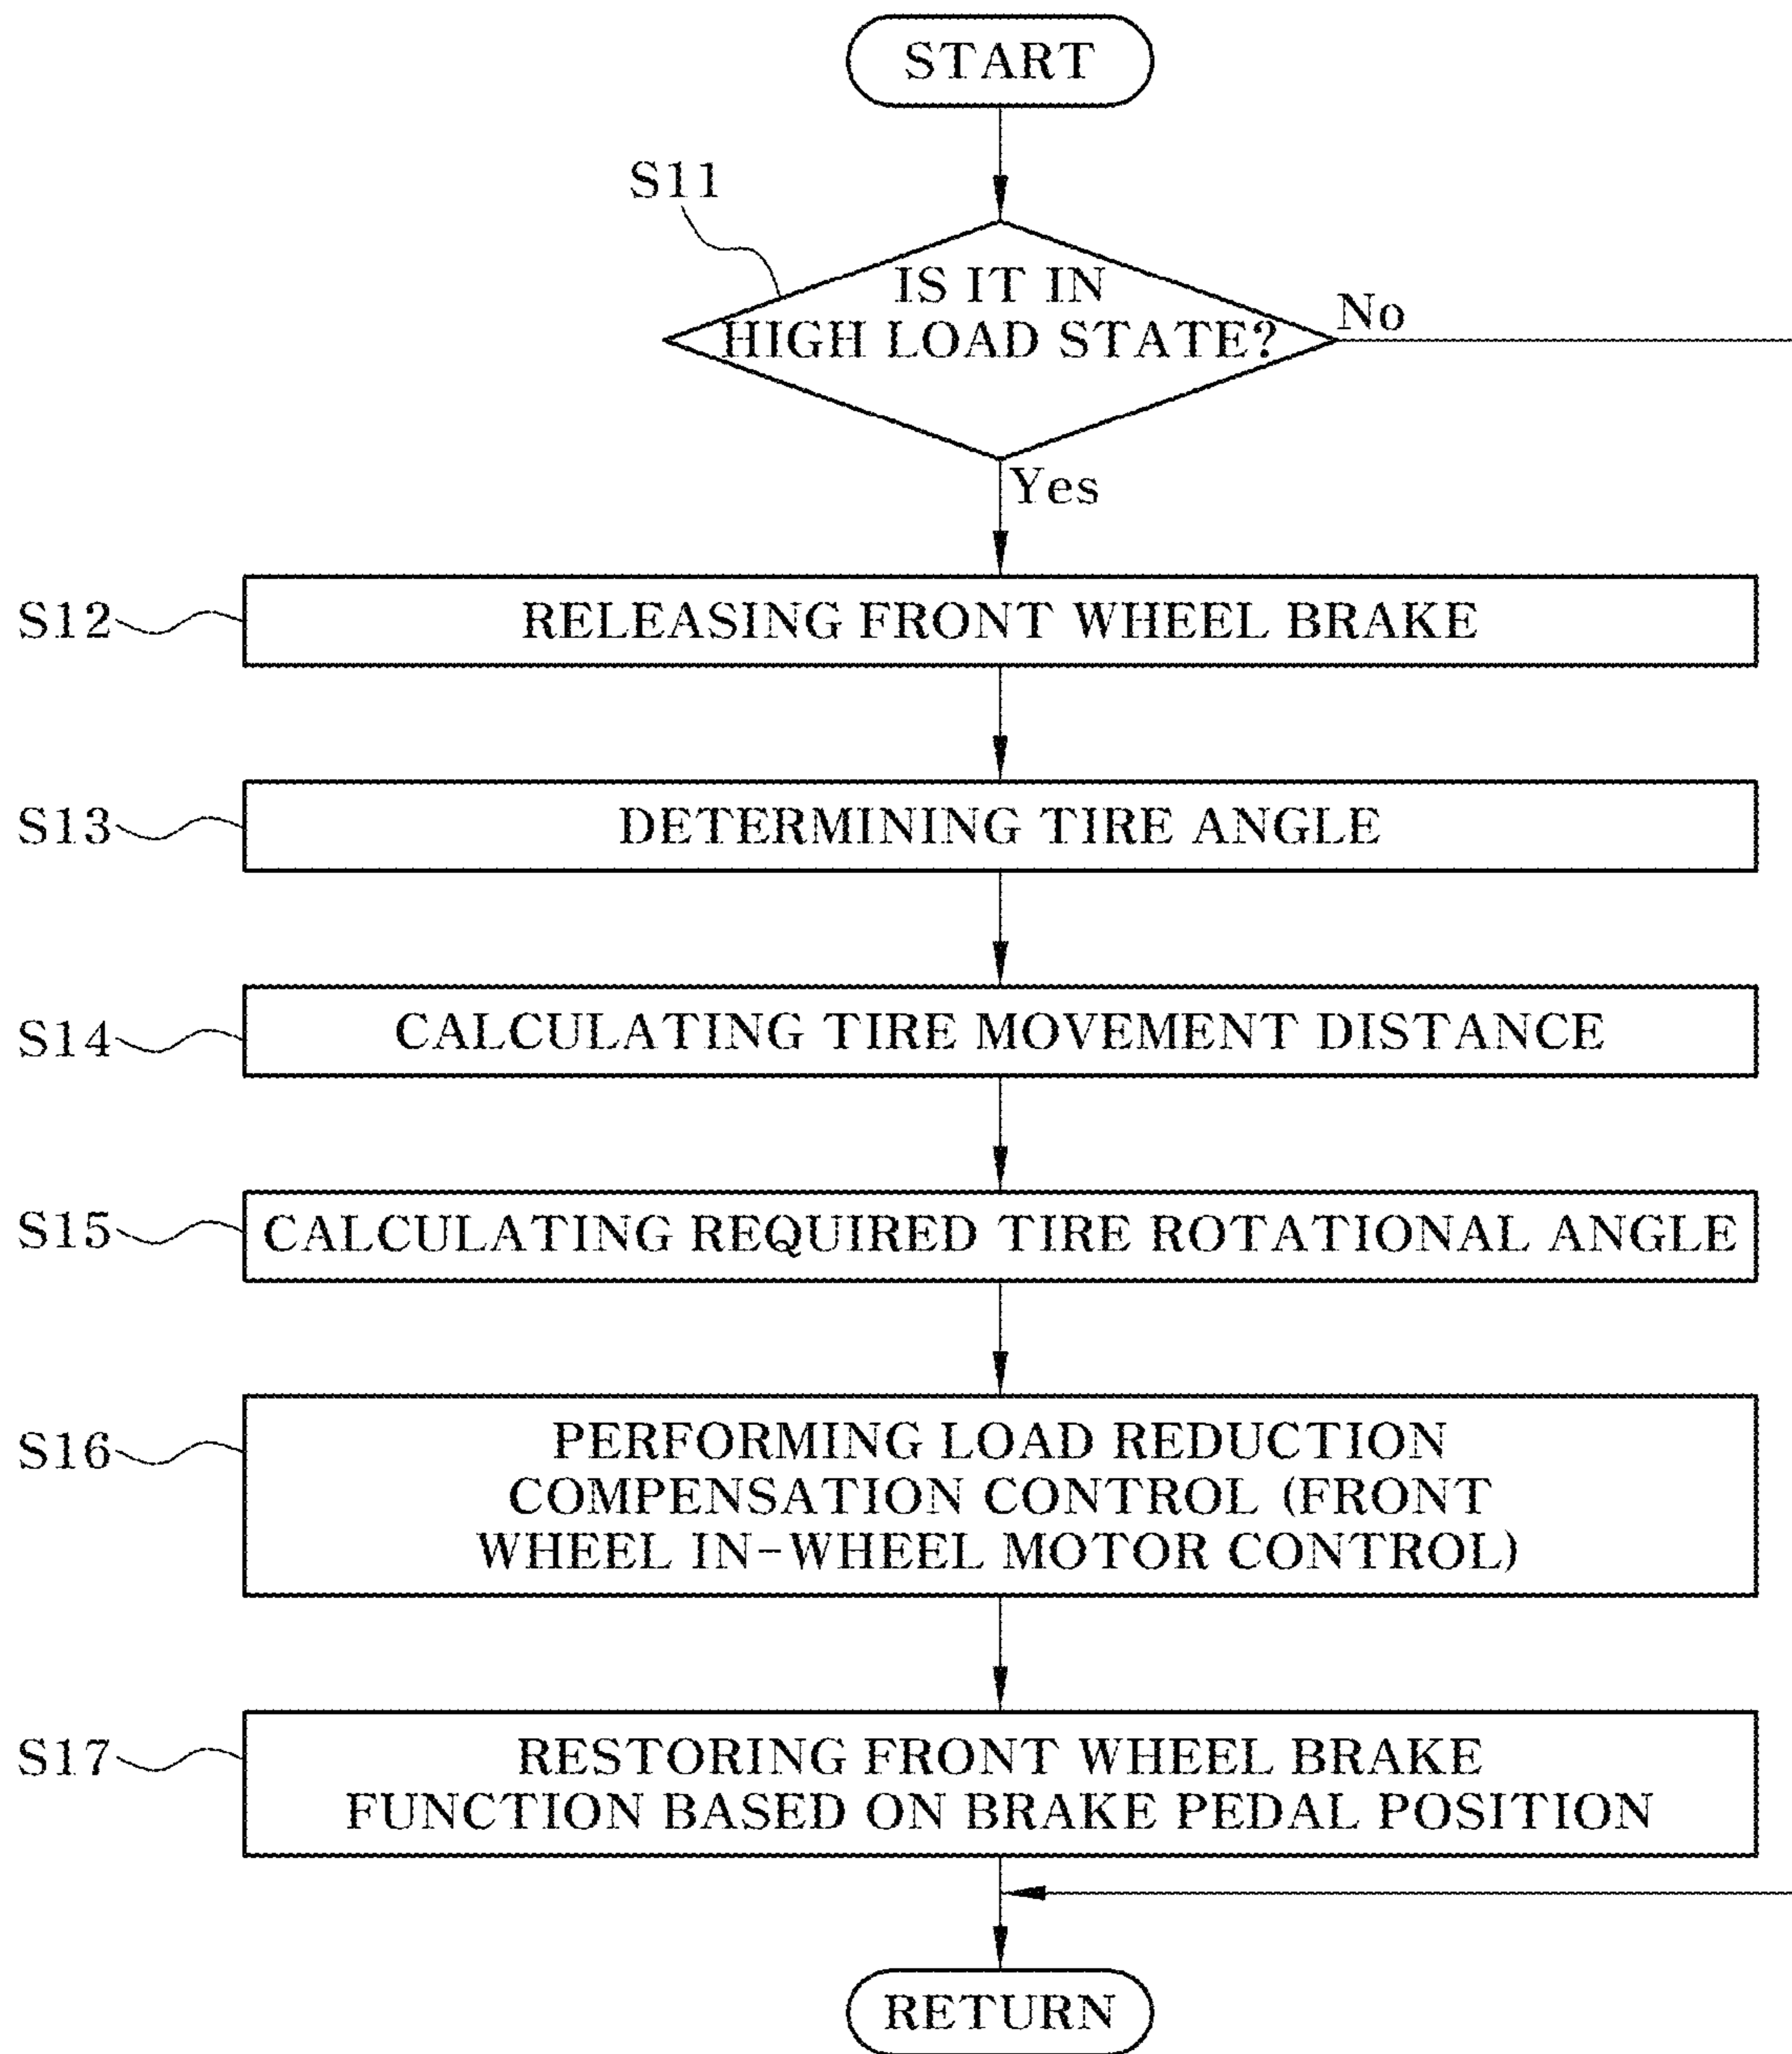 START
S11
IS IT IN
HIGH LOAD STATE?
No
Yes
S12
RELEASING FRONT WHEEL BRAKE
S13
DETERMINING TIRE ANGLE
S14
CALCULATING TIRE MOVEMENT DISTANCE
S15
CALCULATING REQUIRED TIRE ROTATIONAL ANGLE
S16
PERFORMING LOAD REDUCTION
COMPENSATION CONTROL (FRONT
WHEEL IN-WHEEL MOTOR CONTROL)
S17
RESTORING FRONT WHEEL BRAKE
FUNCTION BASED ON BRAKE PEDAL POSITION
RETURN